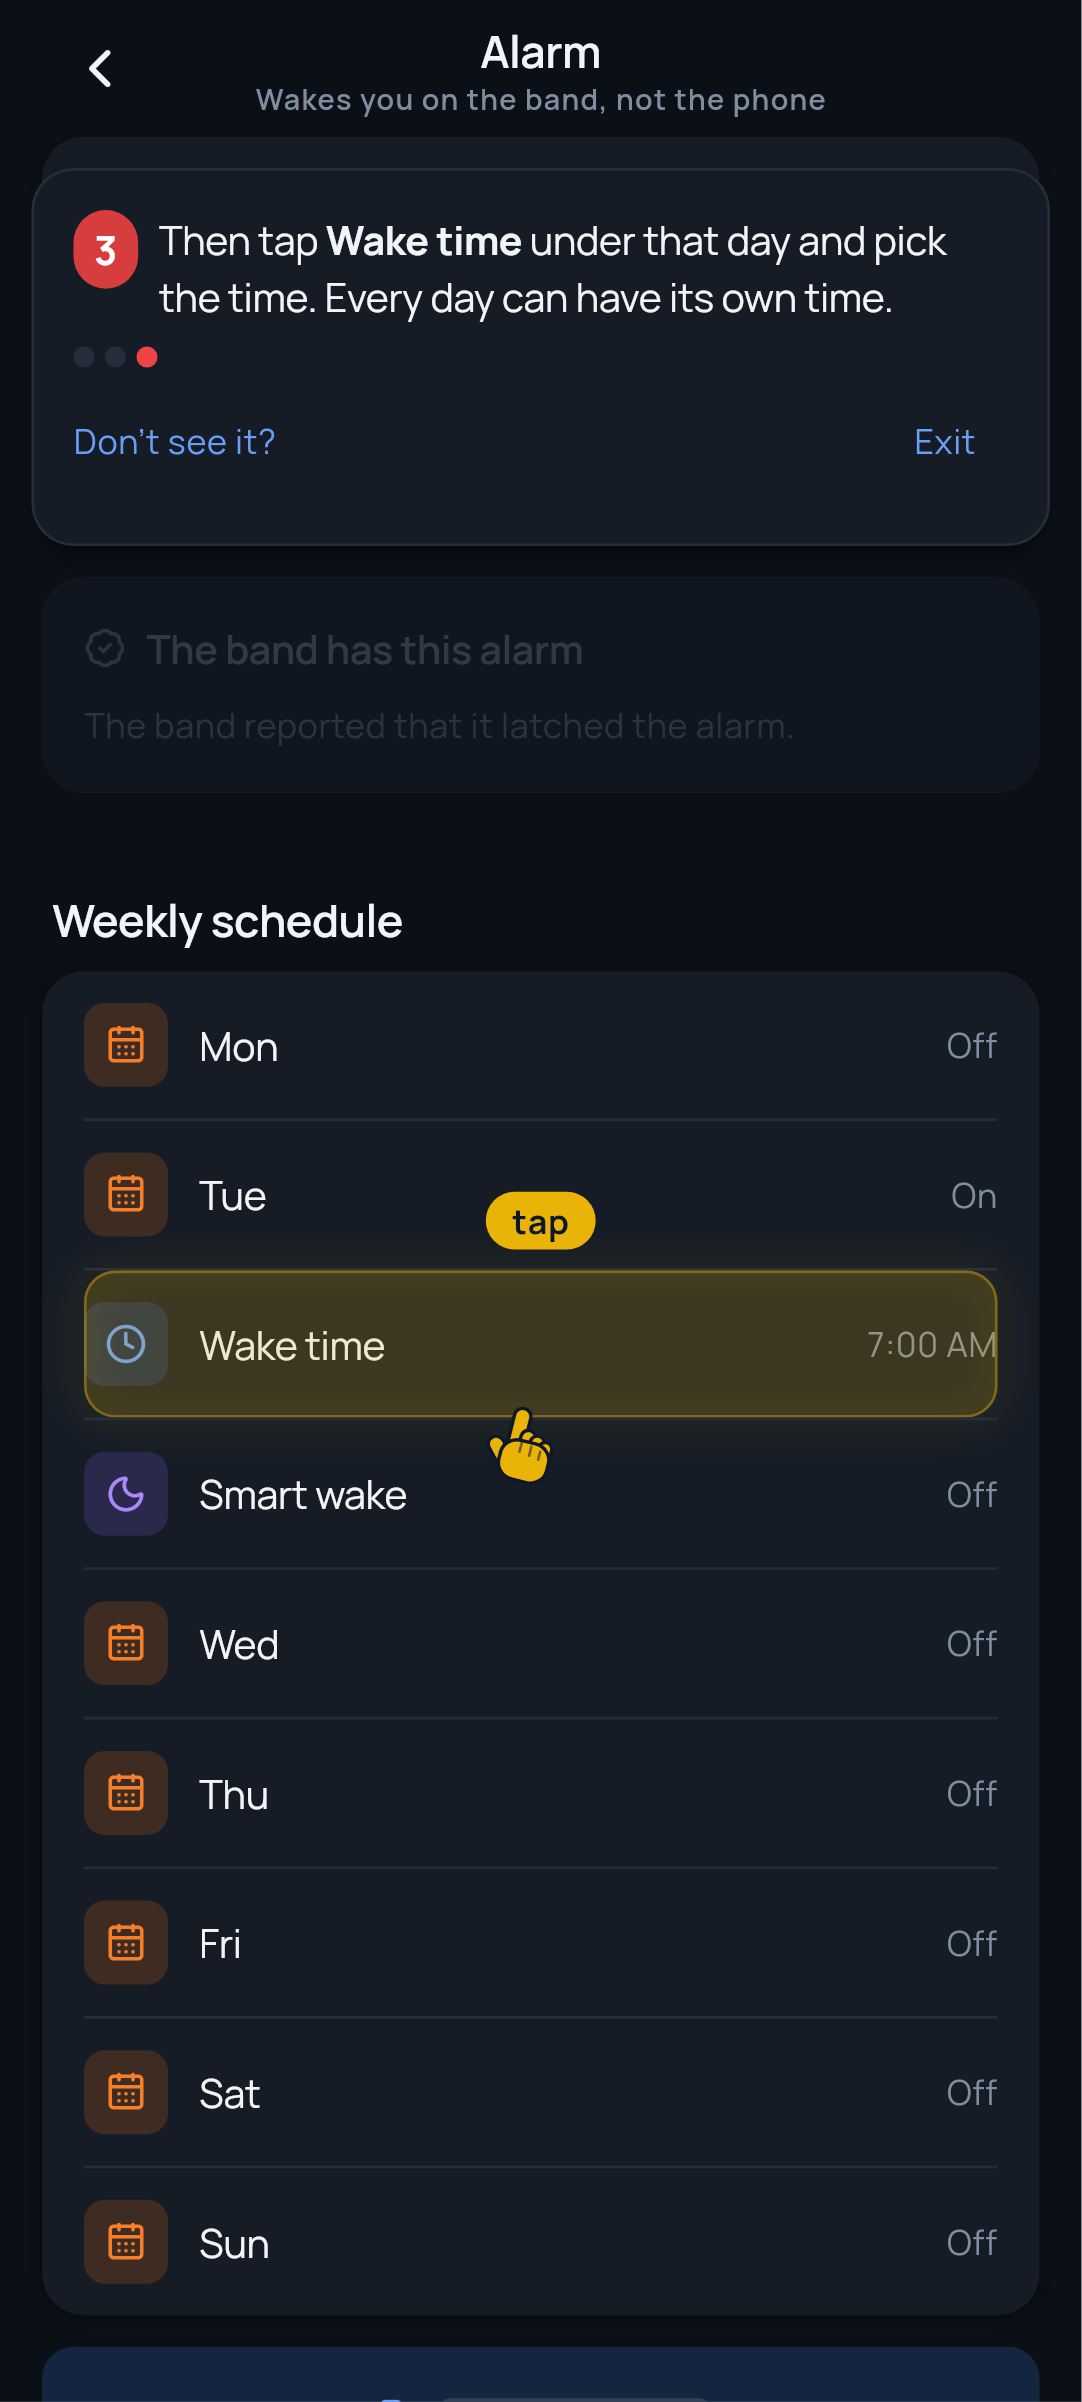 Alarm
Wakes you on the band, not the phone
3
Then tap Wake time under that day and pick
the time. Every day can have its own time.
Don't see it?
Exit
The band has this alarm
The band reported that it latched the alarm.
Weekly schedule
Mon
Off
Tue
On
tap
Wake time
7:00 AM
Smart wake
Off
Wed
Off
Thu
Off
Fri
Off
Sat
Off
Sun
Off